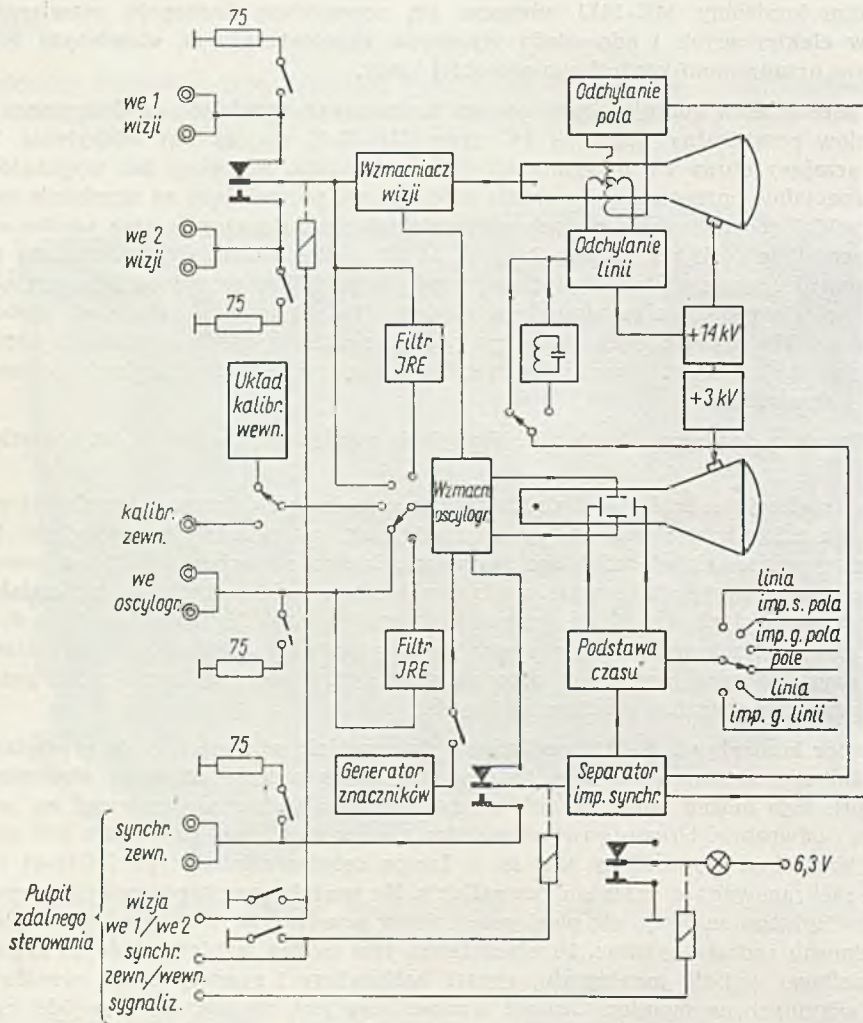 75
we 1
wizji
we 2
wizji
75
Wzmacniacz
wizji
Odchylanie
pola
Odchylanie
linii
+14 kV
+3 kV
Filtr
JRE
Układ
kalibr.
wewn.
kalibr.
zewn.
we
oscylogr.
75
Wzmacn.
oscylogr.
Filtr
JRE
Podstawa
czasu
linia
imp. s. pola
imp. g. pola
pole
linia
imp. g. linii
75
Generator
znaczników
Separator
imp. synchr.
synchr.
zewn.
6,3V
Pulpit
zdalnego
sterowania
wizja
we 1/we 2
synchr.
zewn./wewn.
sygnaliz.